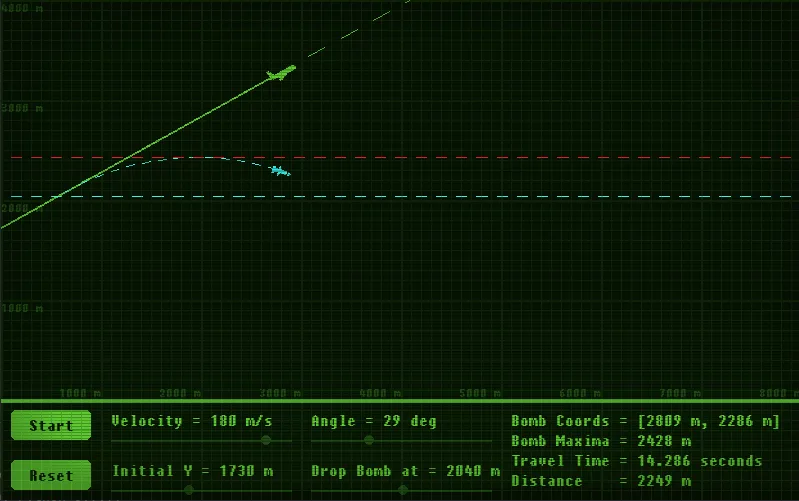 4000 m
3000 m
2000 m
1000 m
1000 m 2000 m 3000 m 4000 m 5000 m 6000 m 7000 m 8000 m
Start
Velocity = 180 m/s
Angle = 29 deg
Reset
Initial Y = 1730 m
Drop Bomb at = 2040 m
Bomb Coords = [2809 m, 2286 m]
Bomb Maxima = 2428 m
Travel Time = 14.286 seconds
Distance = 2249 m